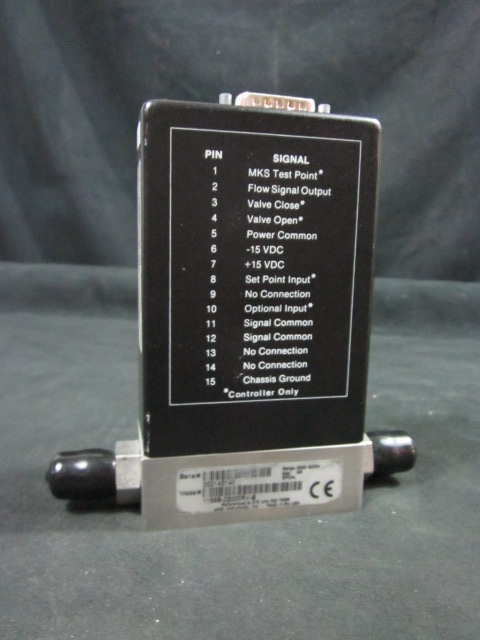 PIN SIGNAL
1 MKS Test Point*
2 Flow Signal Output
3 Valve Close*
4 Valve Open*
5 Power Common
6 -15 VDC
7 +15 VDC
8 Set Point Input*
9 No Connection
10 Optional Input*
11 Signal Common
12 Signal Common
13 No Connection
14 No Connection
15 Chassis Ground
*Controller Only
Serial#
Model#
CE